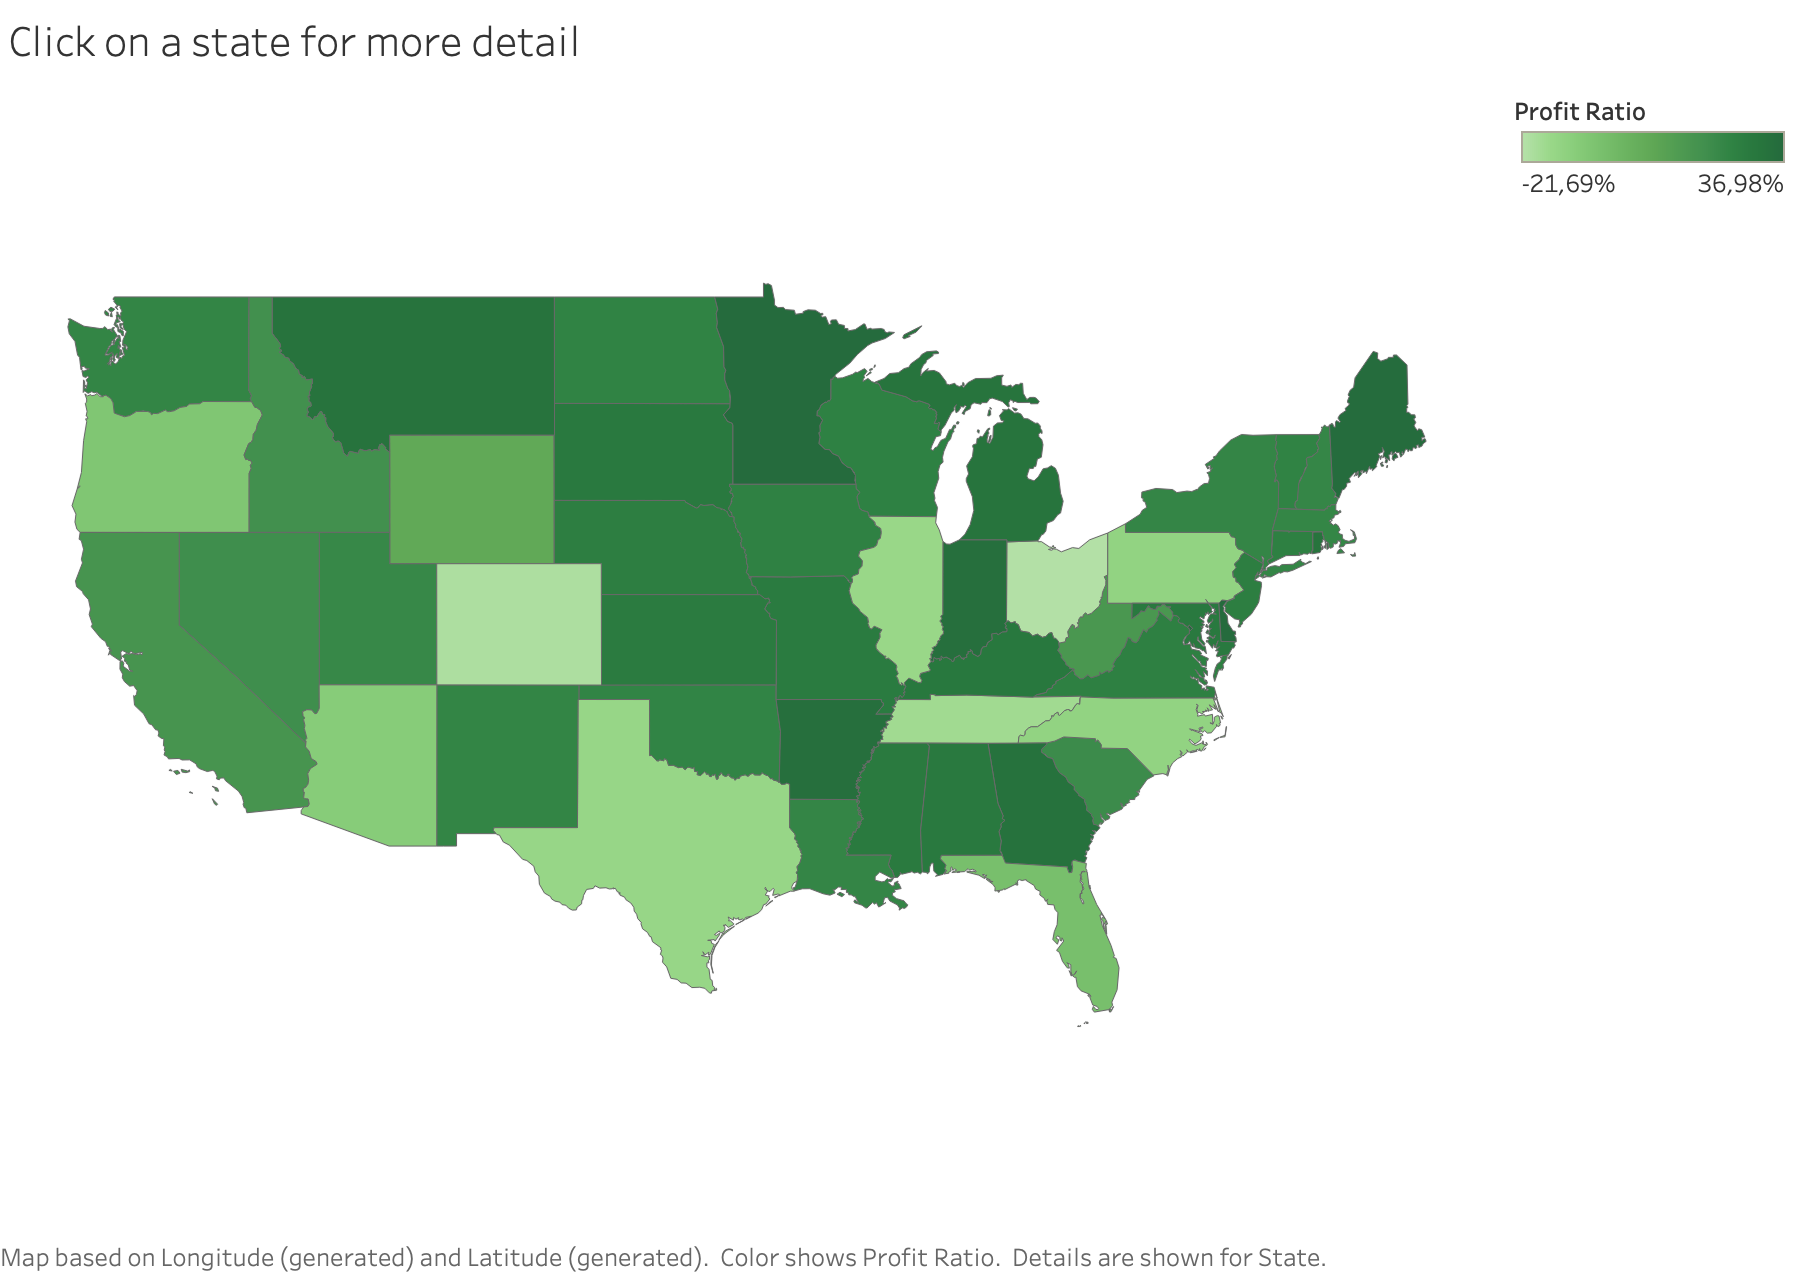 Click on a state for more detail
Profit Ratio
-21,69% 36,98%
Map based on Longitude (generated) and Latitude (generated).  Color shows Profit Ratio.  Details are shown for State.